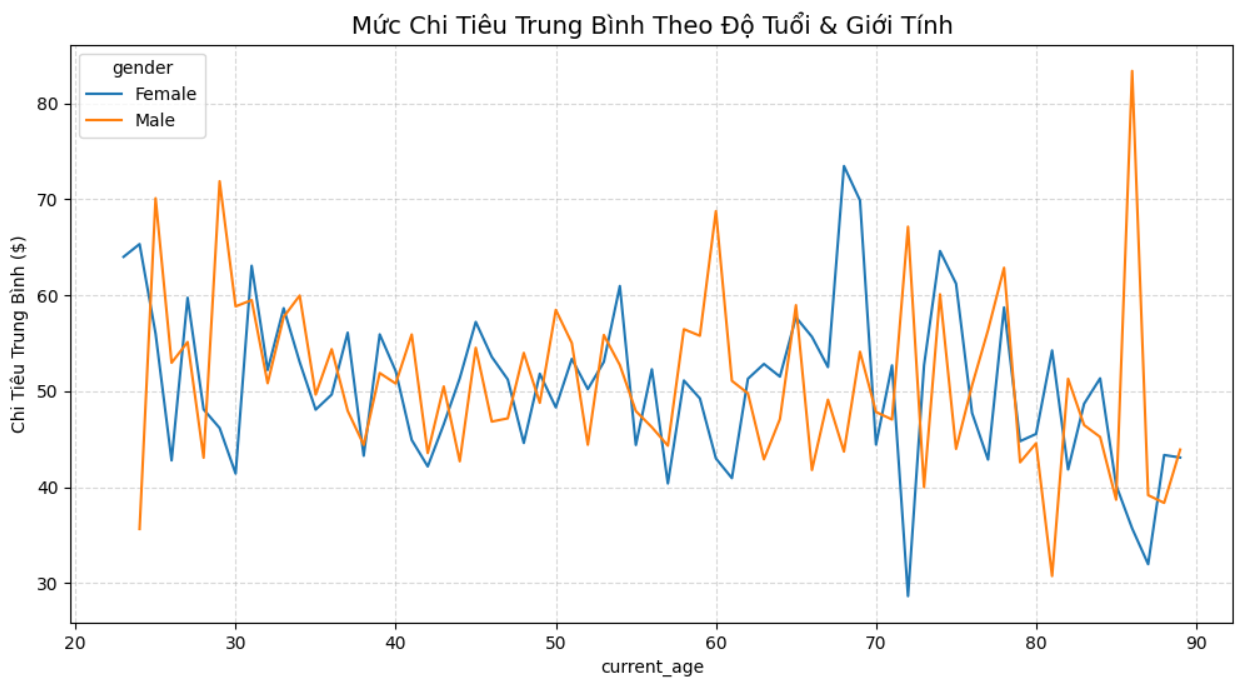 Mức Chi Tiêu Trung Bình Theo Độ Tuổi & Giới Tính
gender
Female
Male
Chi Tiêu Trung Bình ($)
80
70
60
50
40
30
20 30 40 50 60 70 80 90
current_age